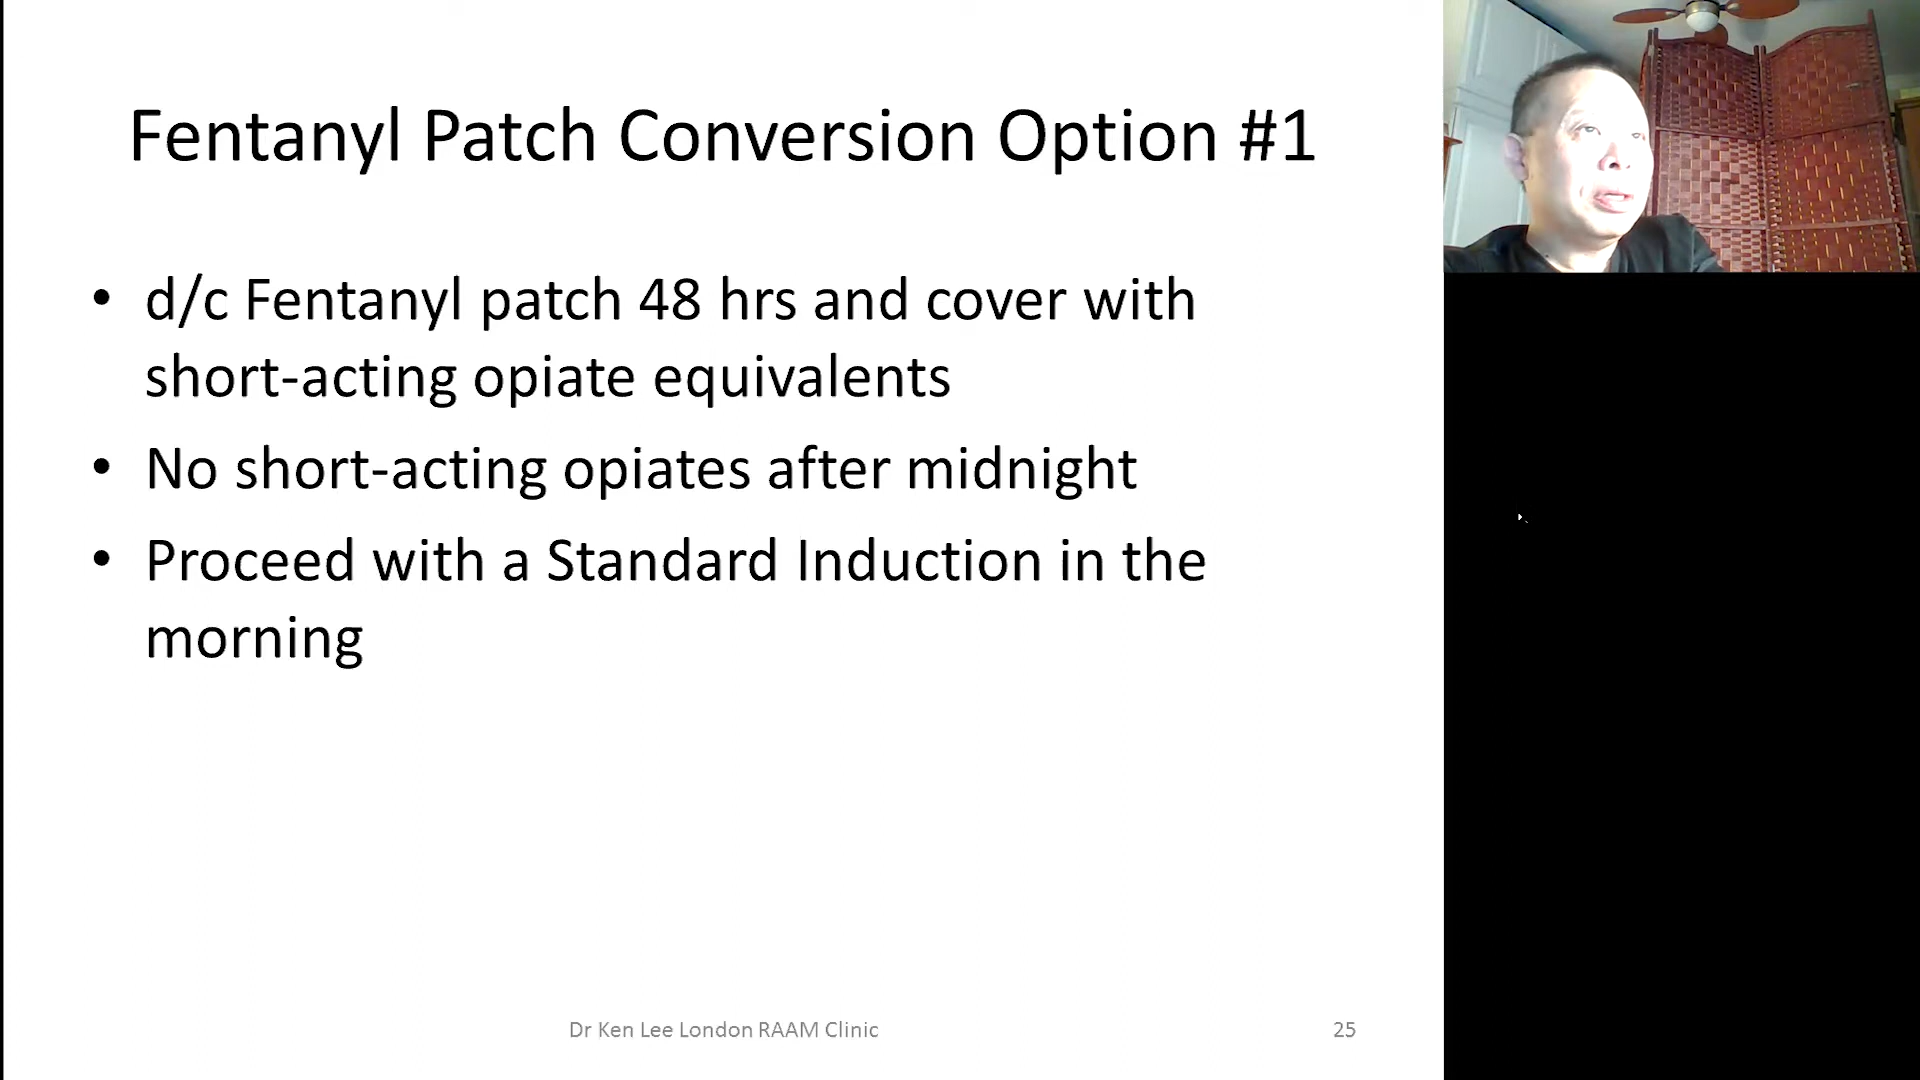 Fentanyl Patch Conversion Option #1
• d/c Fentanyl patch 48 hrs and cover with
short-acting opiate equivalents
• No short-acting opiates after midnight
• Proceed with a Standard Induction in the
morning
Dr Ken Lee London RAAM Clinic
25